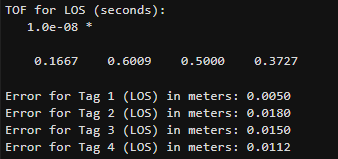 TOF for LOS (seconds):
1.0e-08 *
0.1667 0.6009 0.5000 0.3727
Error for Tag 1 (LOS) in meters: 0.0050
Error for Tag 2 (LOS) in meters: 0.0180
Error for Tag 3 (LOS) in meters: 0.0150
Error for Tag 4 (LOS) in meters: 0.0112